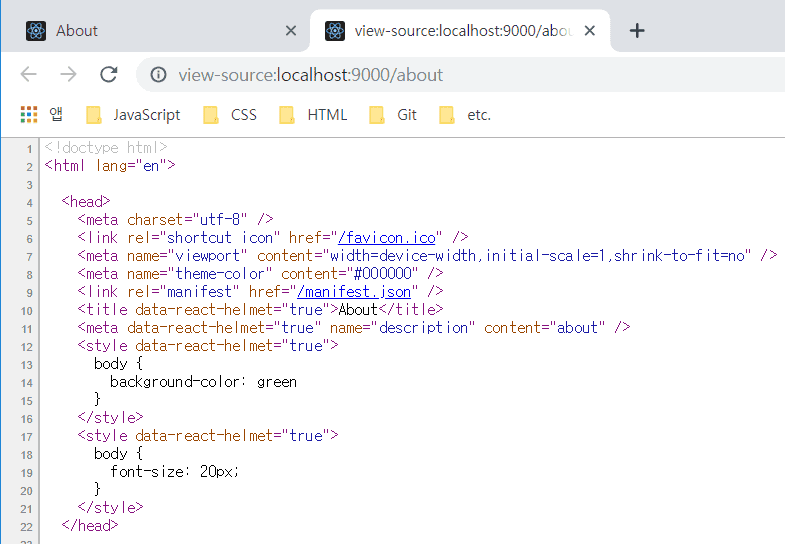 About
view-source:localhost:9000/abou
view-source:localhost:9000/about
앱 JavaScript CSS HTML Git etc.
1 <!doctype html>
2 <html lang="en">
3
4 <head>
5 <meta charset="utf-8" />
6 <link rel="shortcut icon" href="/favicon.ico" />
7 <meta name="viewport" content="width=device-width,initial-scale=1,shrink-to-fit=no" />
8 <meta name="theme-color" content="#000000" />
9 <link rel="manifest" href="/manifest.json" />
10 <title data-react-helmet="true">About</title>
11 <meta data-react-helmet="true" name="description" content="about" />
12 <style data-react-helmet="true">
13 body {
14 background-color: green
15 }
16 </style>
17 <style data-react-helmet="true">
18 body {
19 font-size: 20px;
20 }
21 </style>
22 </head>